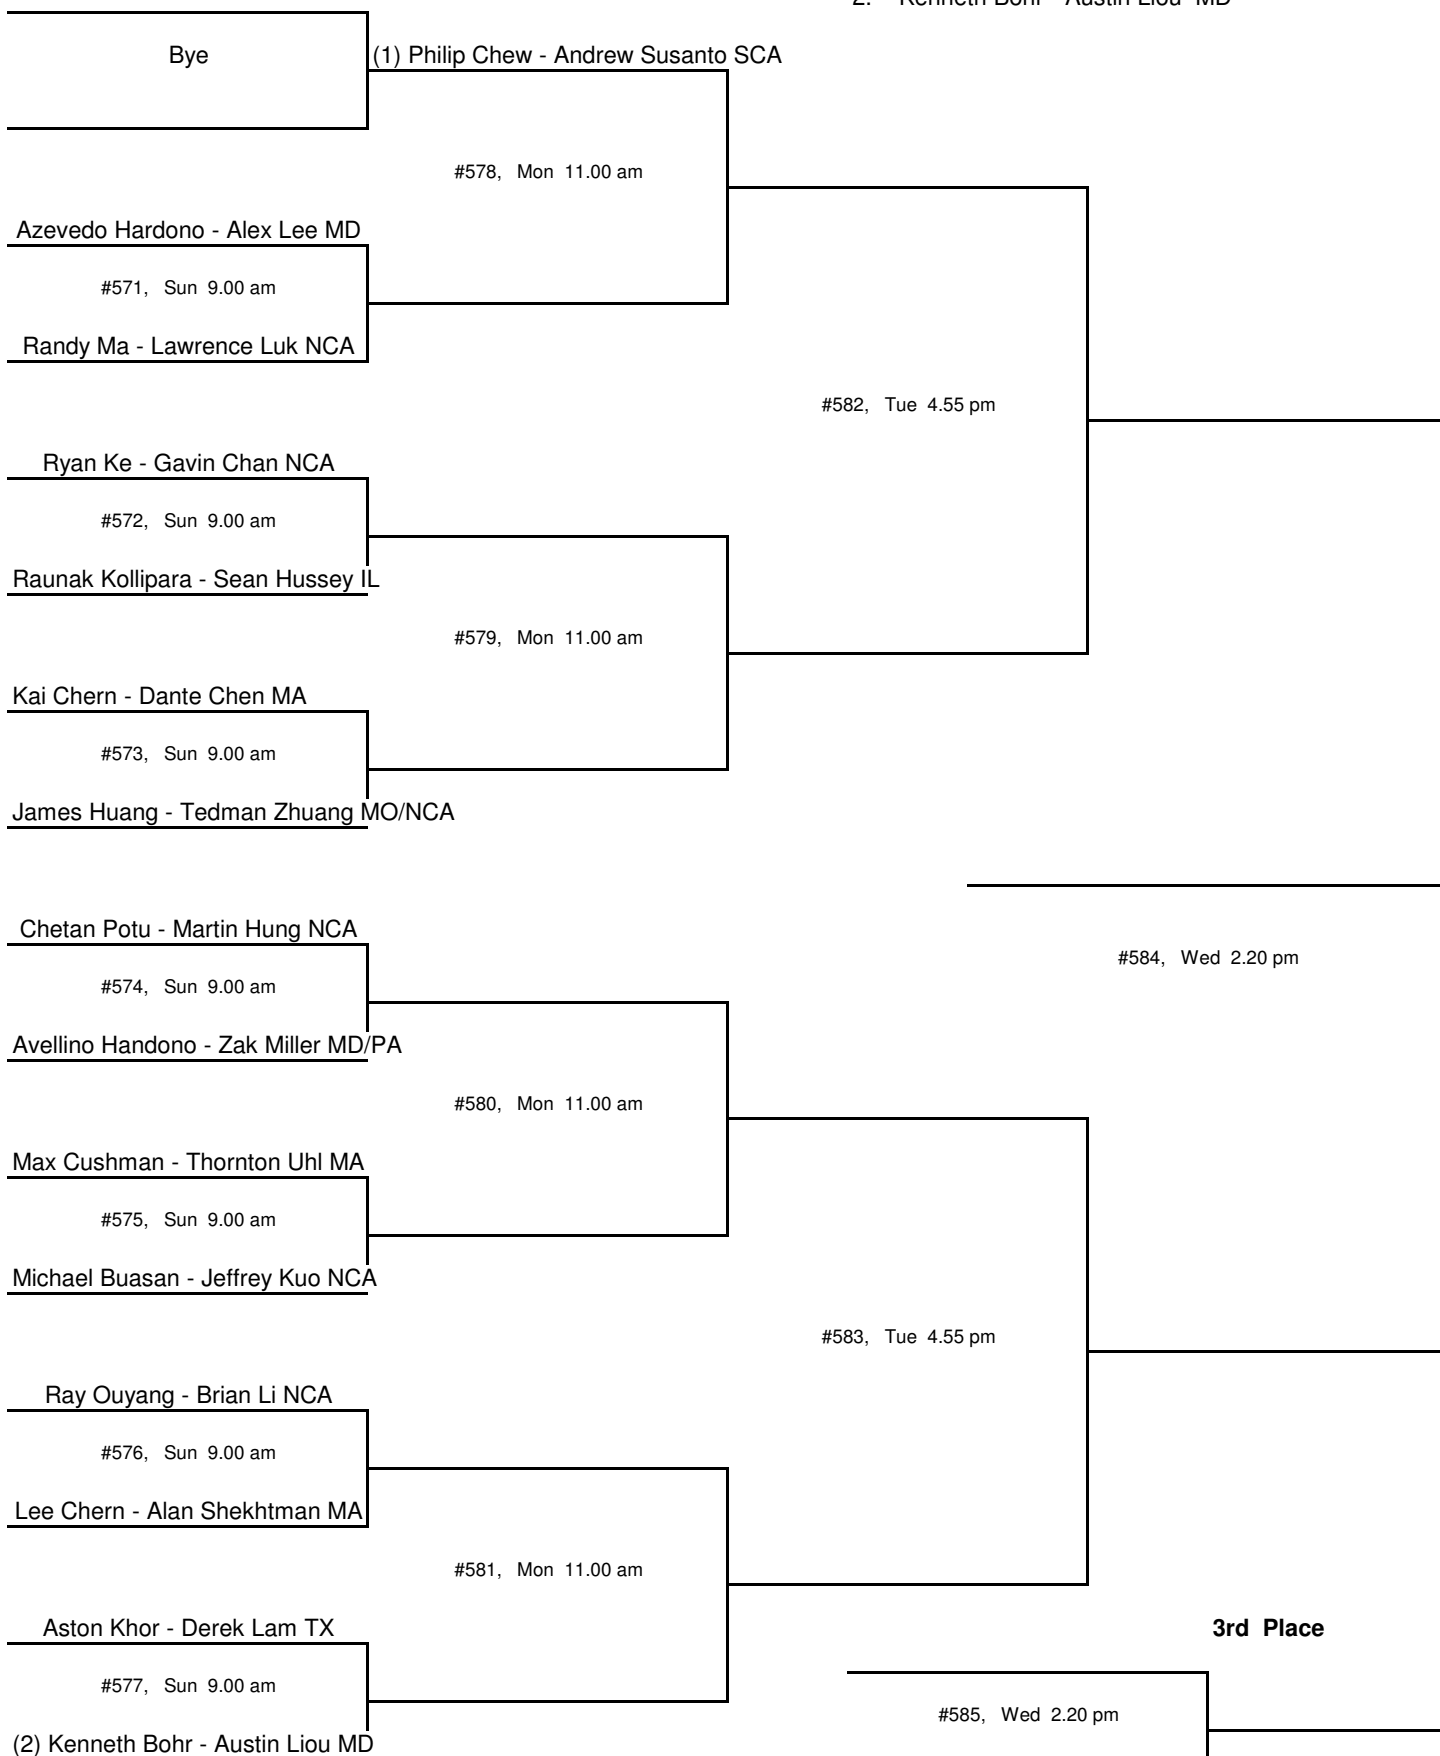 2. Kenneth Bohr - Austin Liou MD
Bye
(1) Philip Chew - Andrew Susanto SCA
#578, Mon 11.00 am
Azevedo Hardono - Alex Lee MD
#571, Sun 9.00 am
Randy Ma - Lawrence Luk NCA
#582, Tue 4.55 pm
Ryan Ke - Gavin Chan NCA
#572, Sun 9.00 am
Raunak Kollipara - Sean Hussey IL
#579, Mon 11.00 am
Kai Chern - Dante Chen MA
#573, Sun 9.00 am
James Huang - Tedman Zhuang MO/NCA
Chetan Potu - Martin Hung NCA
#584, Wed 2.20 pm
#574, Sun 9.00 am
Avellino Handono - Zak Miller MD/PA
#580, Mon 11.00 am
Max Cushman - Thornton Uhl MA
#575, Sun 9.00 am
Michael Buasan - Jeffrey Kuo NCA
#583, Tue 4.55 pm
Ray Ouyang - Brian Li NCA
#576, Sun 9.00 am
Lee Chern - Alan Shekhtman MA
#581, Mon 11.00 am
Aston Khor - Derek Lam TX
3rd Place
#577, Sun 9.00 am
#585, Wed 2.20 pm
(2) Kenneth Bohr - Austin Liou MD